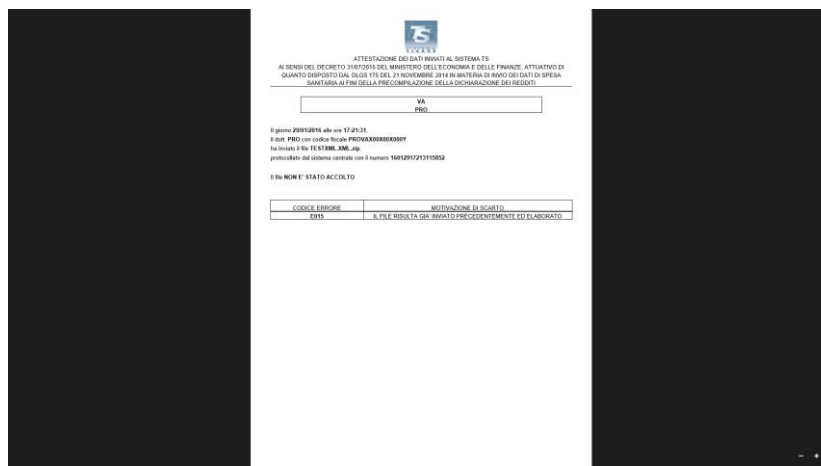 TS
ATTESTAZIONE DEI DATI INVIATI AL SISTEMA TS
AI SENSI DEL DECRETO 31/07/2015 DEL MINISTERO DELL'ECONOMIA E DELLE FINANZE, ATTUATIVO DI
QUANTO DISPOSTO DAL DLGS 175 DEL 21 NOVEMBRE 2014 IN MATERIA DI INVIO DEI DATI DI SPESA
SANITARIA AI FINI DELLA PRECOMPILAZIONE DELLA DICHIARAZIONE DEI REDDITI
VA
PRO
Il giorno 29/01/2016 alle ore 17:21:31,
Il dott. PRO con codice fiscale PROVAX00X00X000Y
ha inviato il file TESTXML.XML.zip
protocollato dal sistema centrale con il numero 16012917213115852
Il file NON E' STATO ACCOLTO
CODICE ERRORE MOTIVAZIONE DI SCARTO
E015 IL FILE RISULTA GIA' INVIATO PRECEDENTEMENTE ED ELABORATO